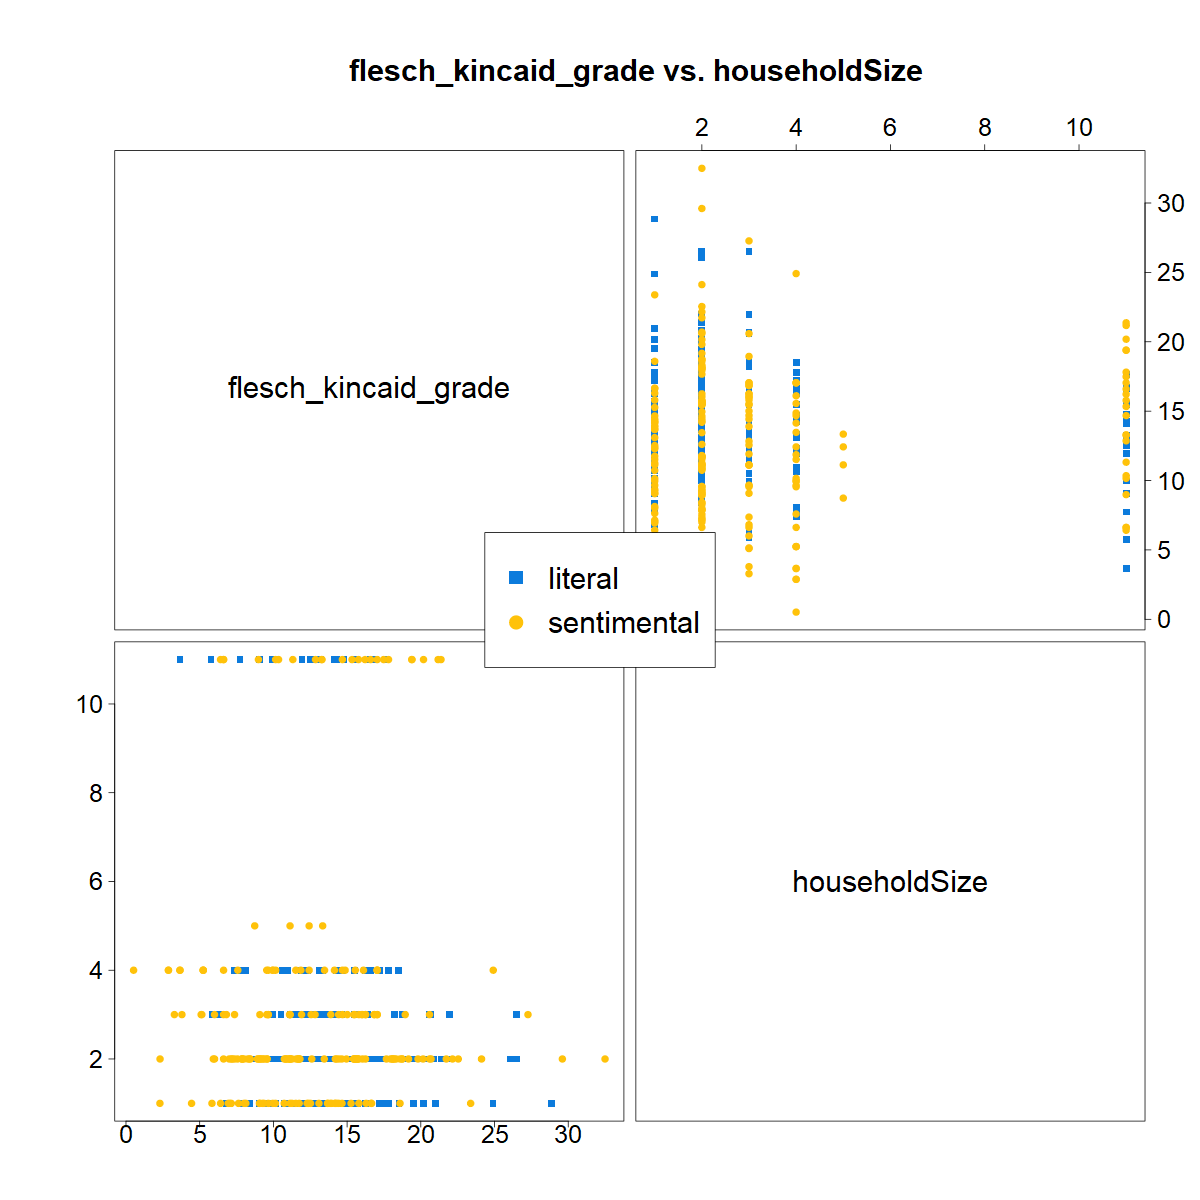 flesch_kincaid_grade vs. householdSize
2 4 6 8 10
flesch_kincaid_grade
30
25
20
15
10
5
0
literal
sentimental
10
8
6
4
2
householdSize
0 5 10 15 20 25 30